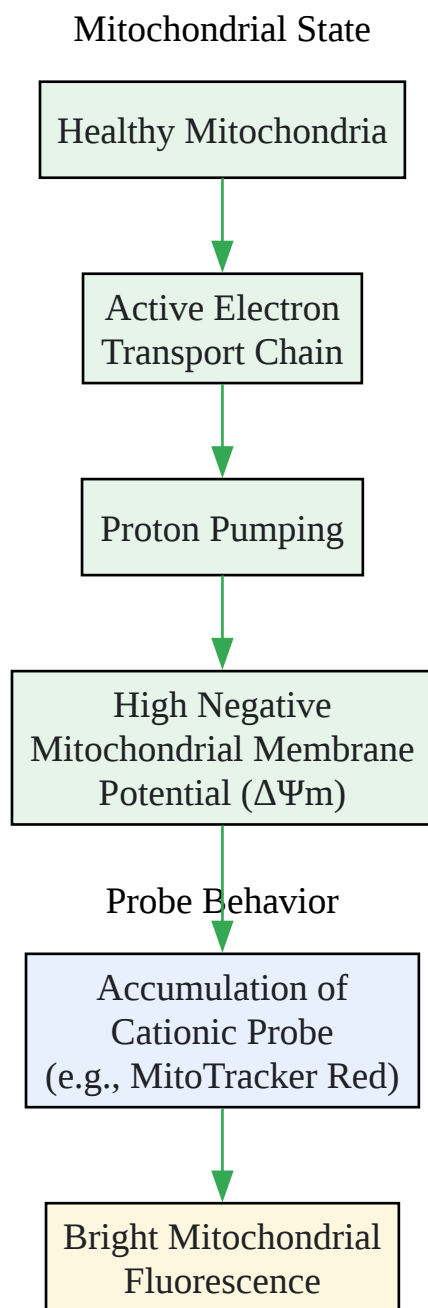 Mitochondrial State
Healthy Mitochondria
Active Electron
Transport Chain
Proton Pumping
High Negative
Mitochondrial Membrane
Potential (ΔΨm)
Probe Behavior
Accumulation of
Cationic Probe
(e.g., MitoTracker Red)
Bright Mitochondrial
Fluorescence